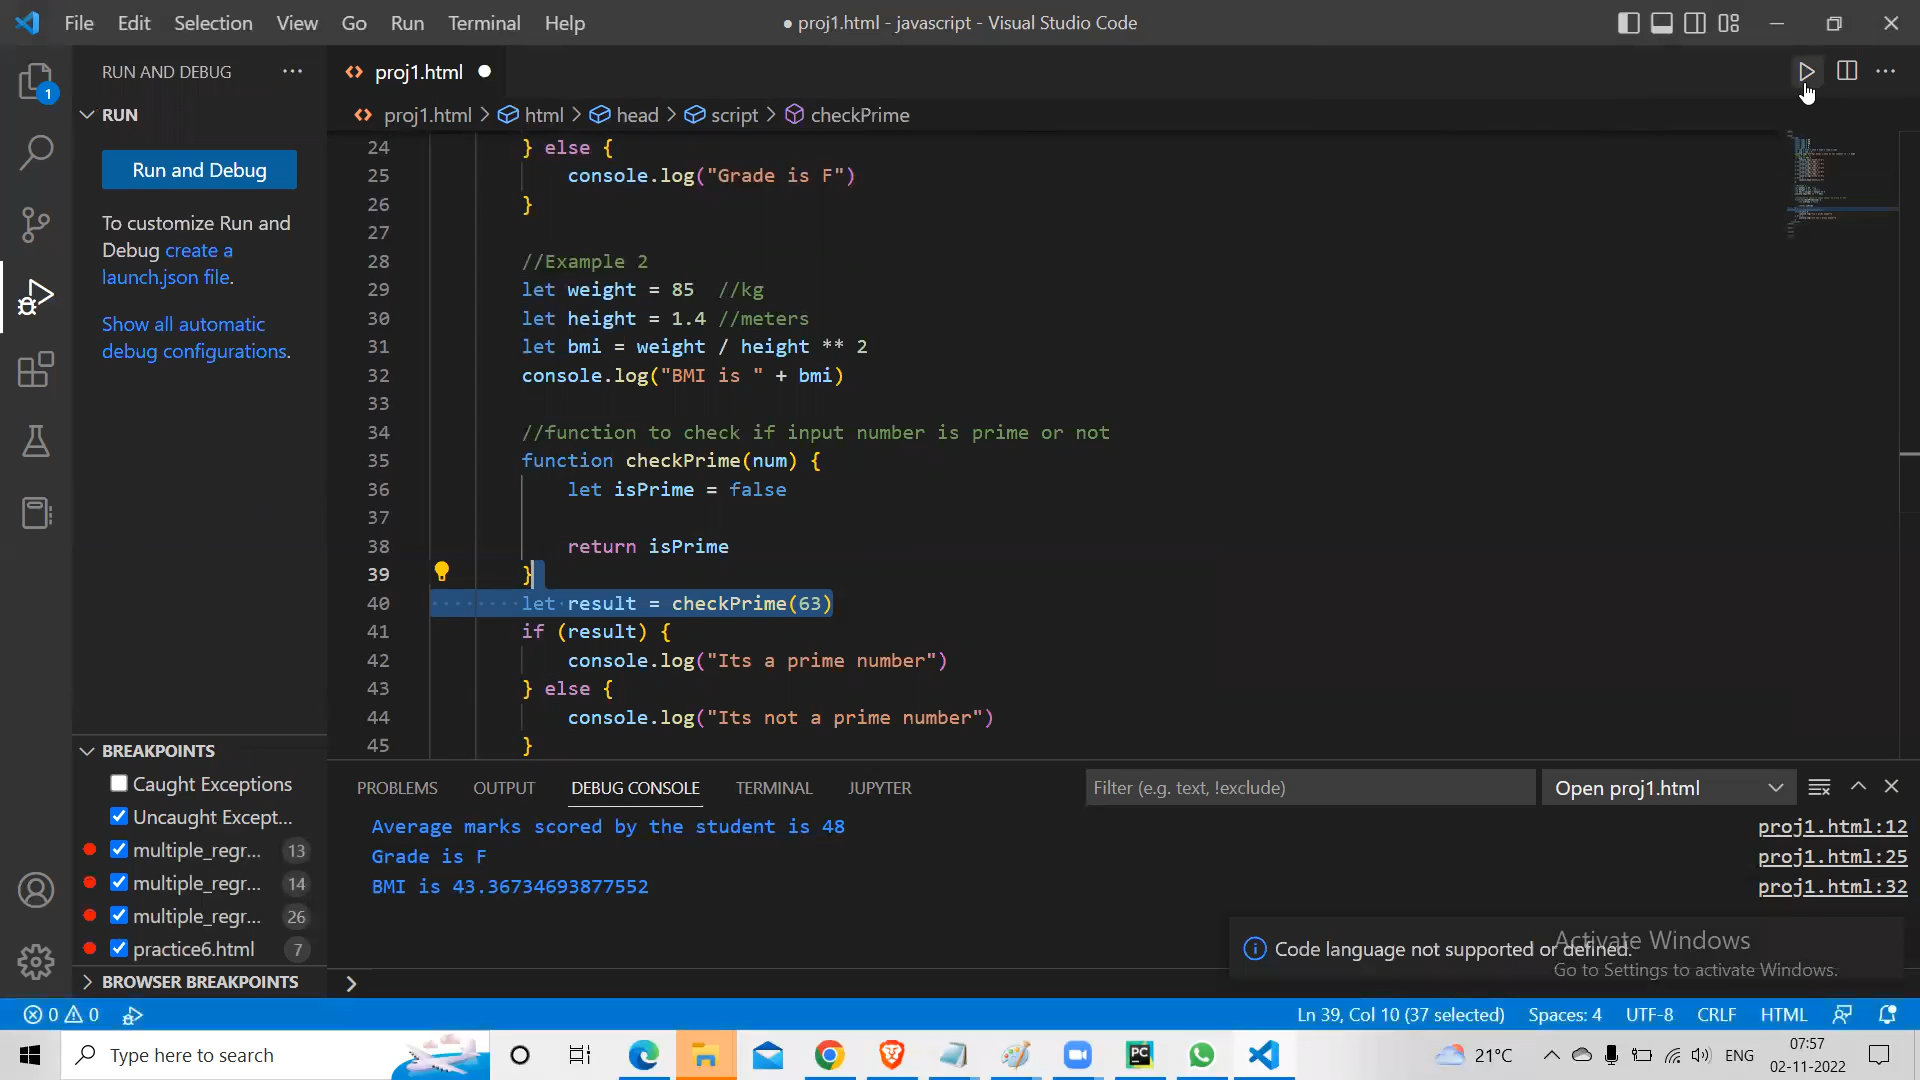 File Edit Selection View Go Run Terminal Help
● proj1.html - javascript - Visual Studio Code
1
RUN AND DEBUG
RUN
Run and Debug
To customize Run and
Debug create a
launch.json file.
Show all automatic
debug configurations.
BREAKPOINTS
Caught Exceptions
Uncaught Except...
multiple_regr... 13
multiple_regr... 14
multiple_regr... 26
practice6.html 7
BROWSER BREAKPOINTS
proj1.html
proj1.html > html > head > script > checkPrime
24 } else {
25 console.log("Grade is F")
26 }
27
28 //Example 2
29 let weight = 85 //kg
30 let height = 1.4 //meters
31 let bmi = weight / height ** 2
32 console.log("BMI is " + bmi)
33
34 //function to check if input number is prime or not
35 function checkPrime(num) {
36 let isPrime = false
37
38 return isPrime
39 }
40 let result = checkPrime(63)
41 if (result) {
42 console.log("Its a prime number")
43 } else {
44 console.log("Its not a prime number")
45 }
PROBLEMS OUTPUT DEBUG CONSOLE TERMINAL JUPYTER
Filter (e.g. text, !exclude)
Open proj1.html
Average marks scored by the student is 48 proj1.html:12
Grade is F proj1.html:25
BMI is 43.36734693877552 proj1.html:32
Code language not supported or defined.
Activate Windows
Go to Settings to activate Windows.
0 0
Ln 39, Col 10 (37 selected) Spaces: 4 UTF-8 CRLF HTML
Type here to search
PC
21°C
ENG
07:57
02-11-2022